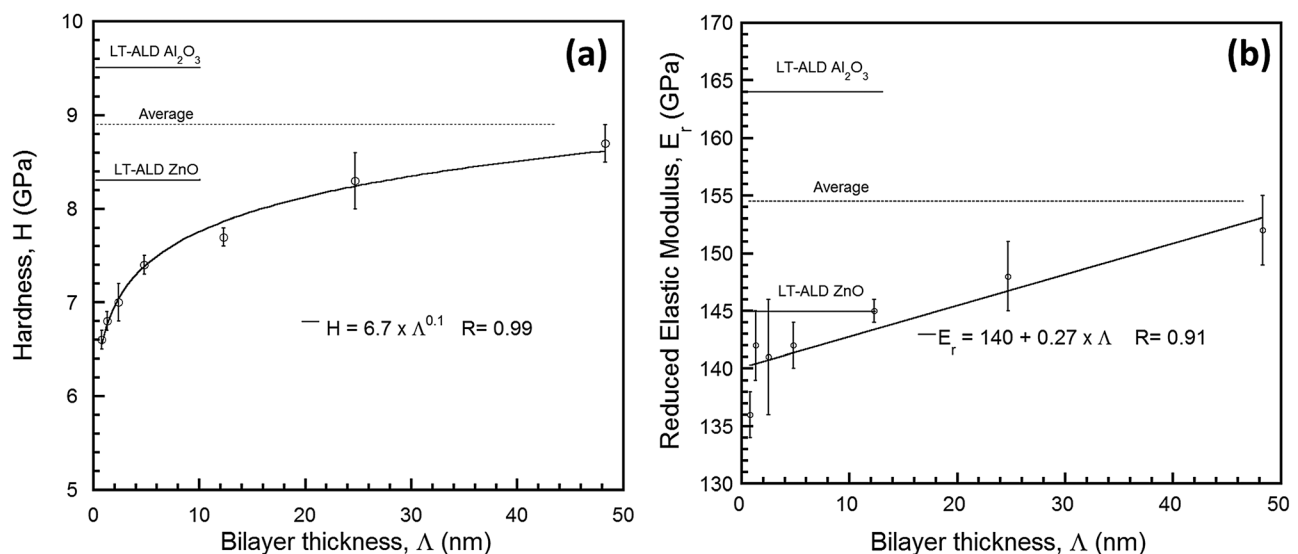 (a)
Hardness, H (GPa)
10
9
8
7
6
5
LT-ALD Al₂O₃
Average
LT-ALD ZnO
H = 6.7 x Λ^0.1 R= 0.99
0 10 20 30 40 50
Bilayer thickness, Λ (nm)
(b)
Reduced Elastic Modulus, E_r (GPa)
170
165
160
155
150
145
140
135
130
LT-ALD Al₂O₃
Average
LT-ALD ZnO
E_r = 140 + 0.27 x Λ R= 0.91
0 10 20 30 40 50
Bilayer thickness, Λ (nm)